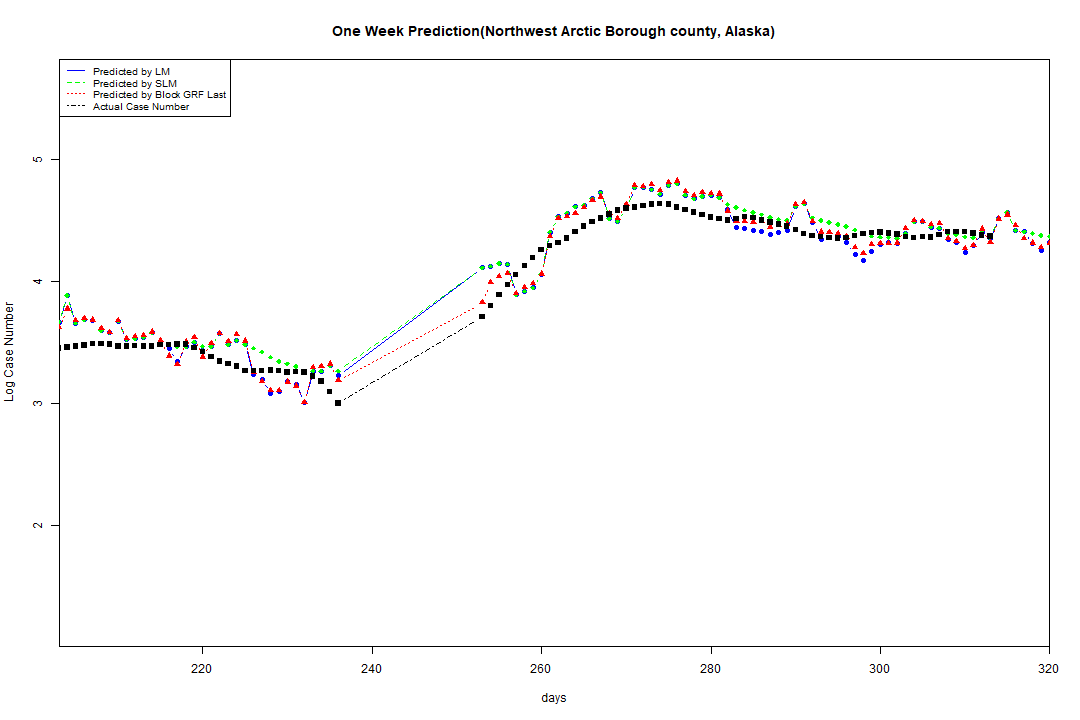 One Week Prediction(Northwest Arctic Borough county, Alaska)
Predicted by LM
Predicted by SLM
Predicted by Block GRF Last
Actual Case Number
5
4
3
2
Log Case Number
220 240 260 280 300 320
days